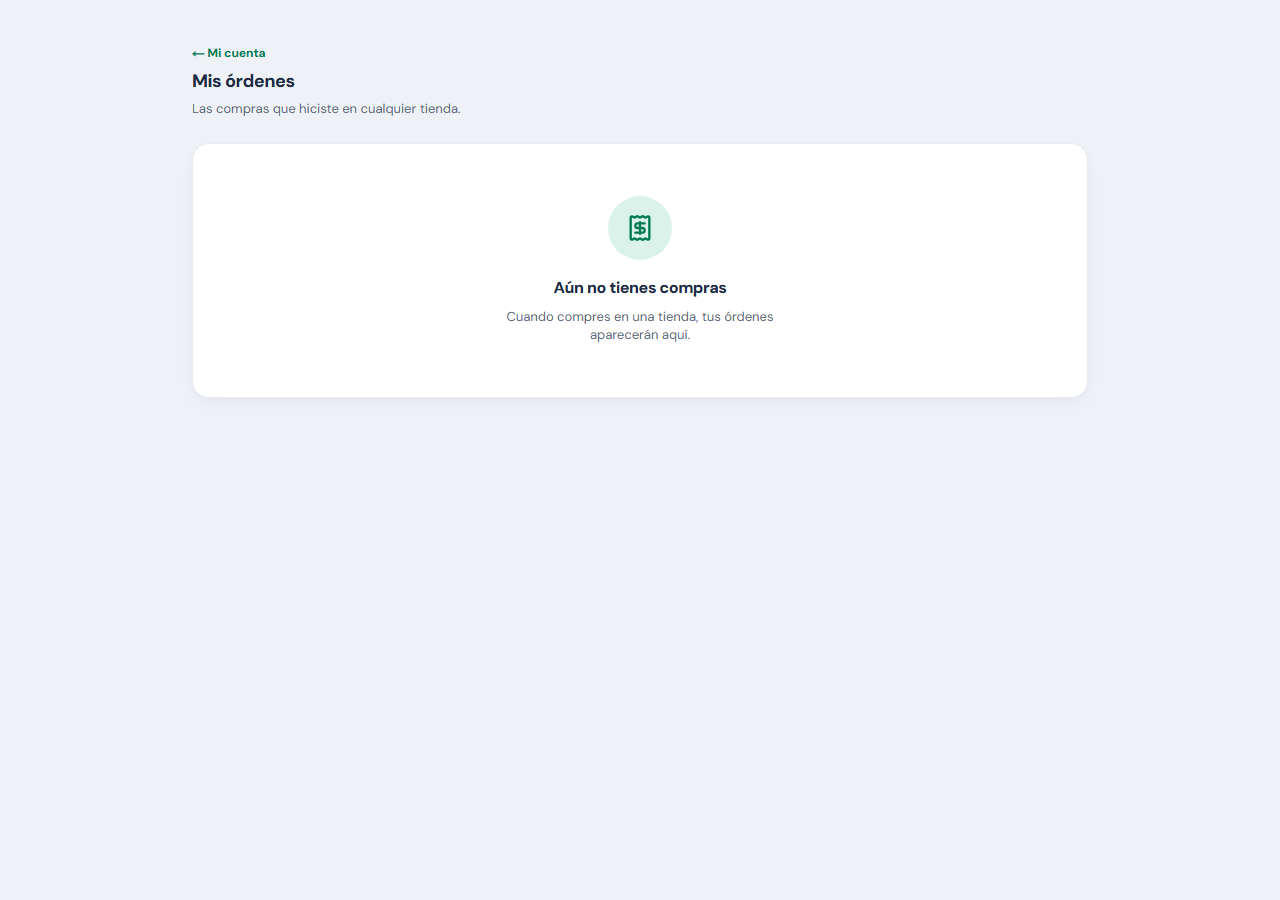 ← Mi cuenta
Mis órdenes
Las compras que hiciste en cualquier tienda.
Aún no tienes compras
Cuando compres en una tienda, tus órdenes
aparecerán aquí.